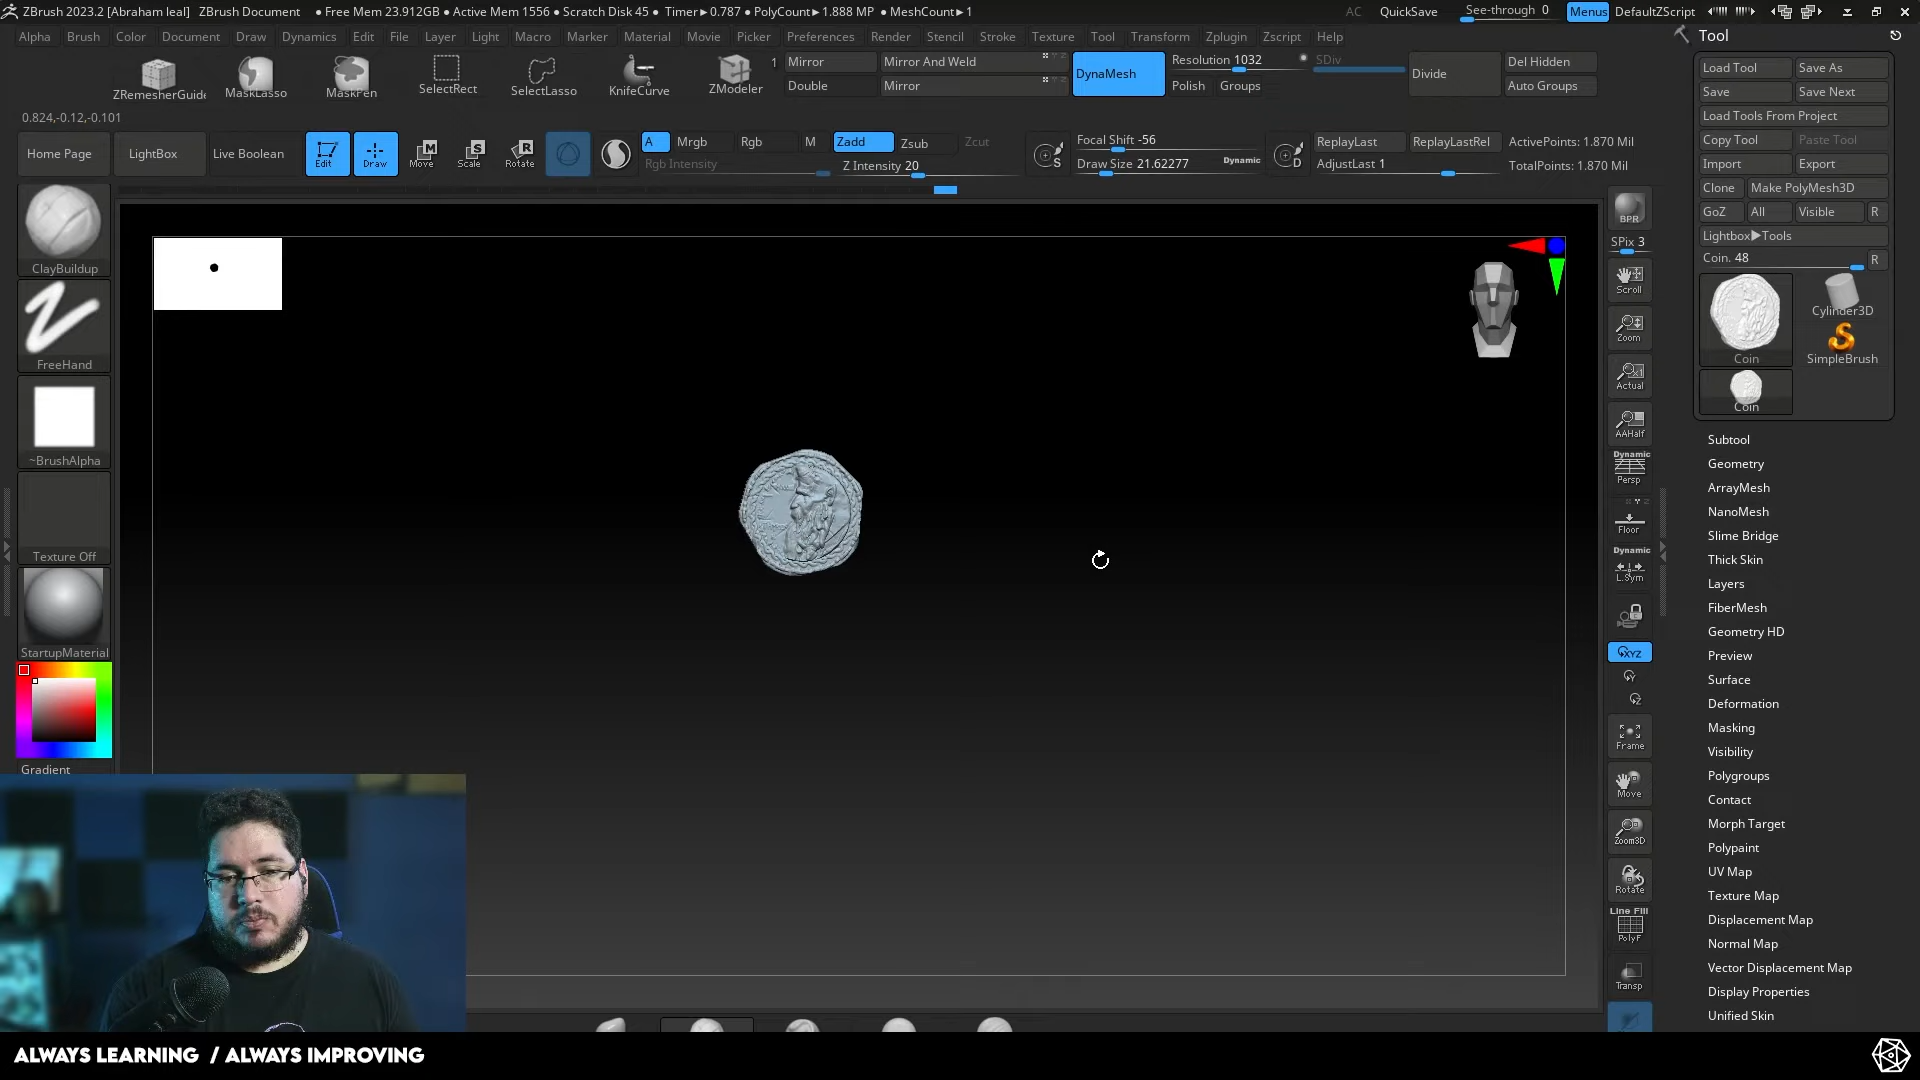 ZBrush 2023.2 [Abraham leal] ZBrush Document ● Free Mem 23.912GB ● Active Mem 1556 ● Scratch Disk 45 ● Timer►0.787 ● PolyCount►1.888 MP ● MeshCount►1 AC QuickSave See-through 0 Menus DefaultZScript
Alpha Brush Color Document Draw Dynamics Edit File Layer Light Macro Marker Material Movie Picker Preferences Render Stencil Stroke Texture Tool Transform Zplugin Zscript Help
ZRemesherGuide MaskLasso MaskPen SelectRect SelectLasso KnifeCurve ZModeler
1 Mirror Mirror And Weld
Double Mirror
DynaMesh
Resolution 1032 SDiv
Polish Groups
Divide
Del Hidden
Auto Groups
0.824,-0.12,-0.101
Home Page LightBox Live Boolean
Edit Draw Move Scale Rotate
M S R
A Mrgb Rgb M Zadd Zsub Zcut
Rgb Intensity Z Intensity 20
S
Focal Shift -56
Draw Size 21.62277 Dynamic
D
ReplayLast ReplayLastRel ActivePoints: 1.870 Mil
AdjustLast 1 TotalPoints: 1.870 Mil
ClayBuildup
FreeHand
~BrushAlpha
Texture Off
StartupMaterial
Gradient
BPR
SPix 3
Scroll
Zoom
Actual
AAHalf
Dynamic
Persp
Floor
Dynamic
L.Sym
XYZ
Y
Z
Frame
Move
Zoom3D
Rotate
Line Fill
PolyF
Transp
Tool
Load Tool Save As
Save Save Next
Load Tools From Project
Copy Tool Paste Tool
Import Export
Clone Make PolyMesh3D
GoZ All Visible R
Lightbox►Tools
Coin. 48 R
Coin Cylinder3D
SimpleBrush
Coin
Subtool
Geometry
ArrayMesh
NanoMesh
Slime Bridge
Thick Skin
Layers
FiberMesh
Geometry HD
Preview
Surface
Deformation
Masking
Visibility
Polygroups
Contact
Morph Target
Polypaint
UV Map
Texture Map
Displacement Map
Normal Map
Vector Displacement Map
Display Properties
Unified Skin
ALWAYS LEARNING / ALWAYS IMPROVING